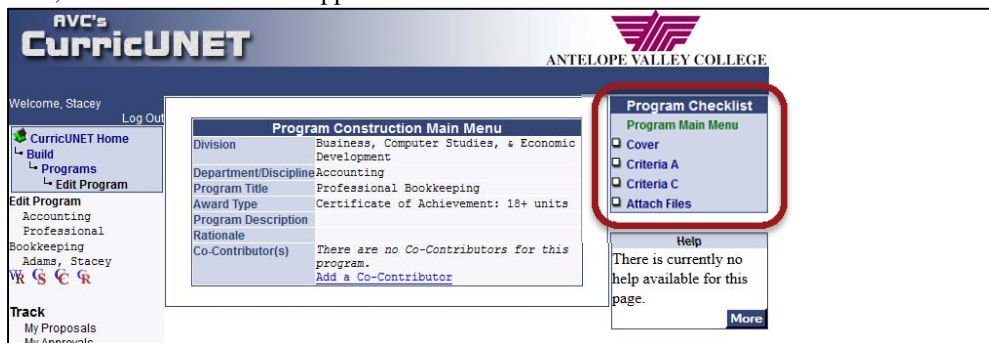 AVC's
CurricUNET
ANTELOPE VALLEY COLLEGE
Welcome, Stacey
Log Out
CurricUNET Home
Build
Programs
Edit Program
Edit Program
Accounting
Professional
Bookkeeping
Adams, Stacey
WR CS CC CR
Track
My Proposals
My Approvals
Program Construction Main Menu
Division Business, Computer Studies, & Economic
Development
Department/Discipline Accounting
Program Title Professional Bookkeeping
Award Type Certificate of Achievement: 18+ units
Program Description
Rationale
Co-Contributor(s) There are no Co-Contributors for this
program.
Add a Co-Contributor
Program Checklist
Program Main Menu
Cover
Criteria A
Criteria C
Attach Files
Help
There is currently no
help available for this
page.
More